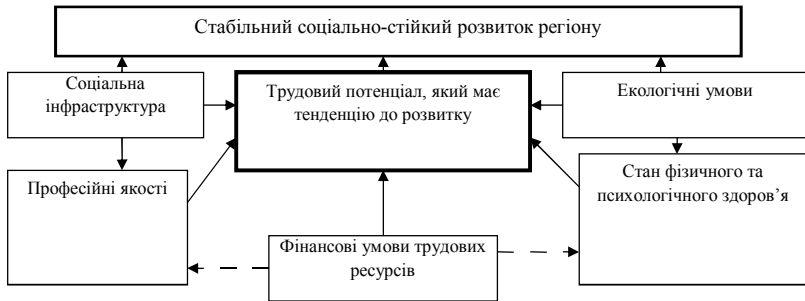 Стабільний соціально-стійкий розвиток регіону
Соціальна
інфраструктура
Трудовий потенціал, який має
тенденцію до розвитку
Екологічні умови
Професійні якості
Стан фізичного та
психологічного здоров’я
Фінансові умови трудових
ресурсів